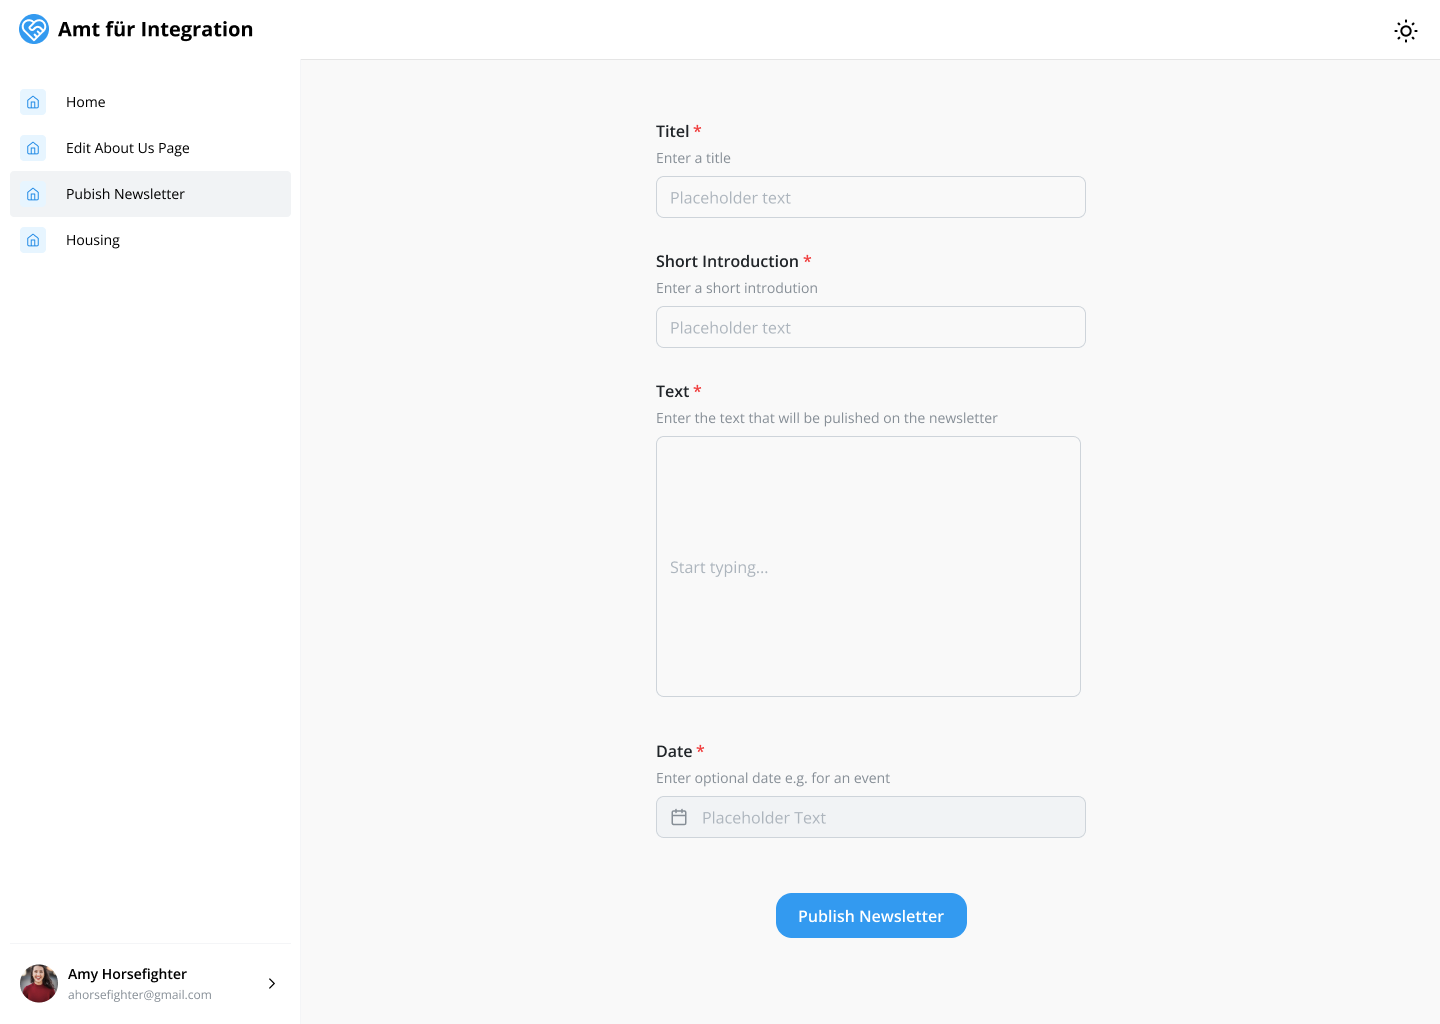 Amt für Integration
Home
Edit About Us Page
Pubish Newsletter
Housing
Titel *
Enter a title
Placeholder text
Short Introduction *
Enter a short introdution
Placeholder text
Text *
Enter the text that will be pulished on the newsletter
Start typing...
Date *
Enter optional date e.g. for an event
Placeholder Text
Publish Newsletter
Amy Horsefighter
ahorsefighter@gmail.com